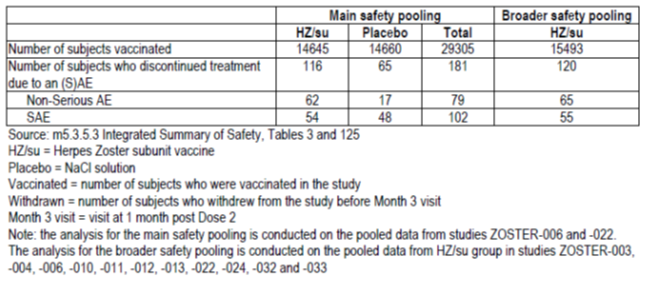 Main safety pooling Broader safety pooling
HZ/su Placebo Total HZ/su
Number of subjects vaccinated 14645 14660 29305 15493
Number of subjects who discontinued treatment 116 65 181 120
due to an (S)AE
Non-Serious AE 62 17 79 65
SAE 54 48 102 55
Source: m5.3.5.3 Integrated Summary of Safety, Tables 3 and 125
HZ/su = Herpes Zoster subunit vaccine
Placebo = NaCl solution
Vaccinated = number of subjects who were vaccinated in the study
Withdrawn = number of subjects who withdrew from the study before Month 3 visit
Month 3 visit = visit at 1 month post Dose 2
Note: the analysis for the main safety pooling is conducted on the pooled data from studies ZOSTER-006 and -022.
The analysis for the broader safety pooling is conducted on the pooled data from HZ/su group in studies ZOSTER-003,
-004, -006, -010, -011, -012, -013, -022, -024, -032 and -033